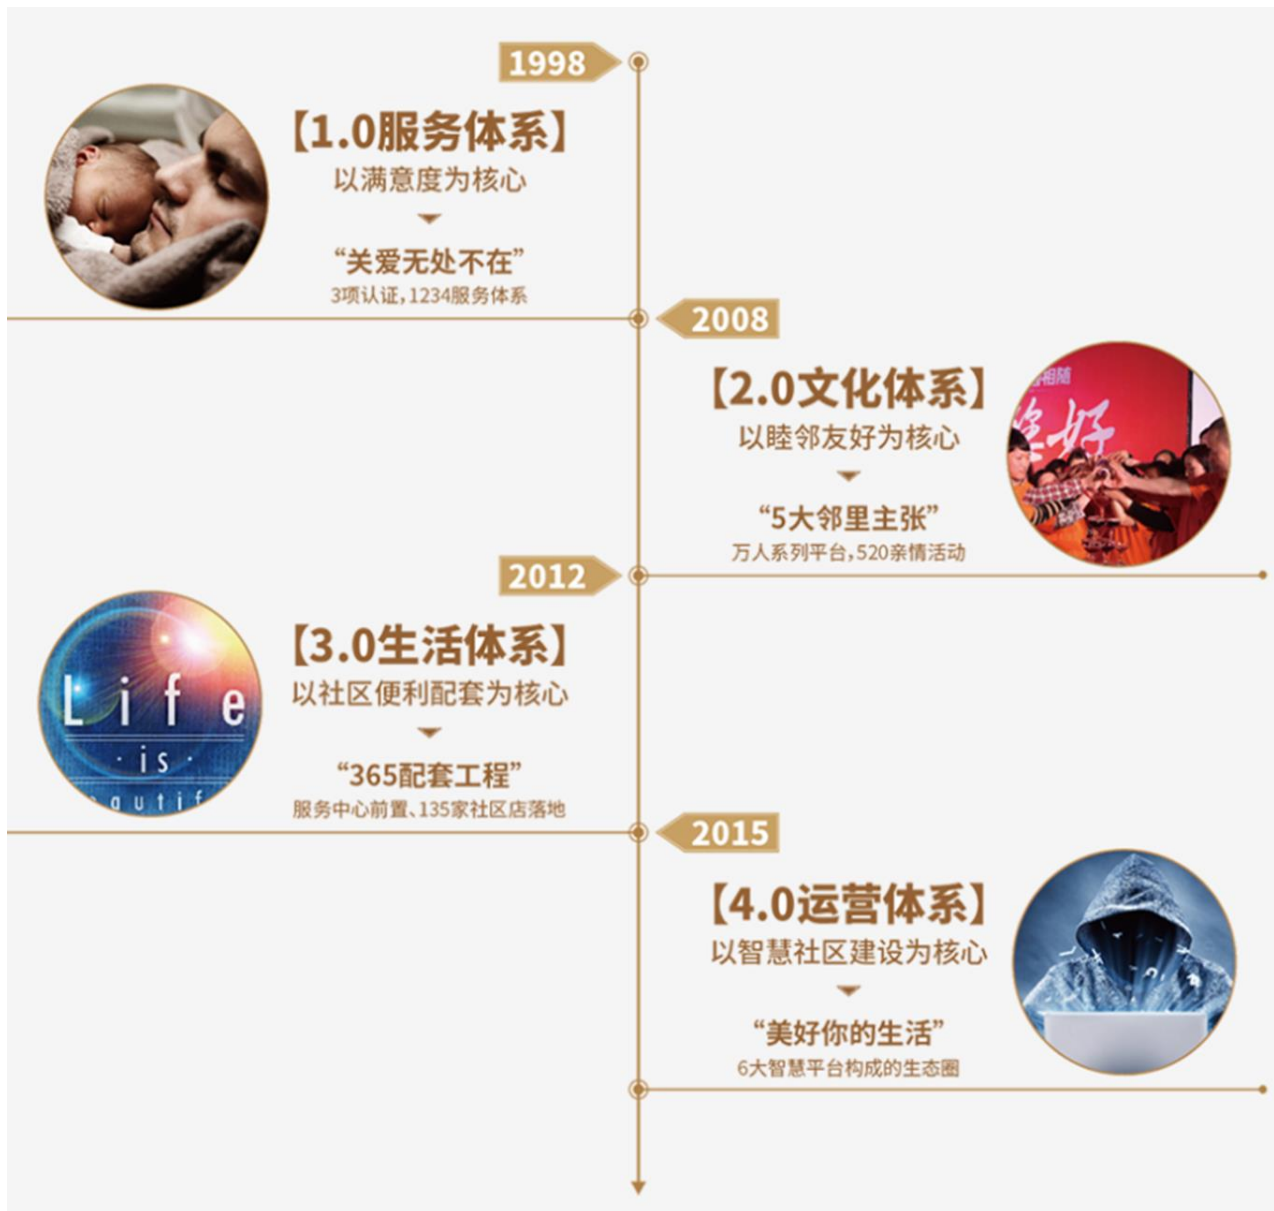 1998
【1.0服务体系】
以满意度为核心
“关爱无处不在”
3项认证,1234服务体系
2008
【2.0文化体系】
以睦邻友好为核心
“5大邻里主张”
万人系列平台,520亲情活动
相随
你好
2012
【3.0生活体系】
以社区便利配套为核心
“365配套工程”
服务中心前置、135家社区店落地
Life
·is·
eautif
2015
【4.0运营体系】
以智慧社区建设为核心
“美好你的生活”
6大智慧平台构成的生态圈